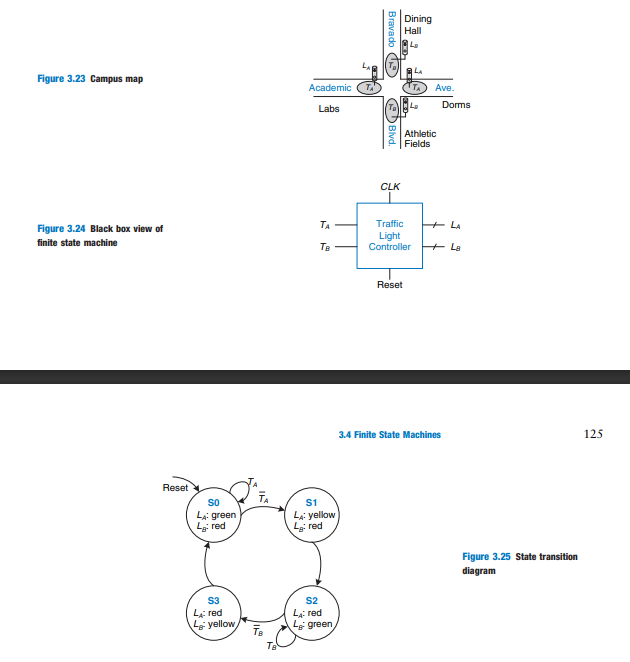 Bravado
Dining
Hall
L_B
L_A
T_B
L_A
Figure 3.23 Campus map
Academic
T_A
T_A
Ave.
Labs
T_B
L_B
Dorms
Blvd.
Athletic
Fields
CLK
Figure 3.24 Black box view of
finite state machine
T_A
T_B
Traffic
Light
Controller
L_A
L_B
Reset
3.4 Finite State Machines
125
Reset
T_A
T̅_A
S0
L_A: green
L_B: red
S1
L_A: yellow
L_B: red
Figure 3.25 State transition
diagram
S3
L_A: red
L_B: yellow
S2
L_A: red
L_B: green
T̅_B
T_B